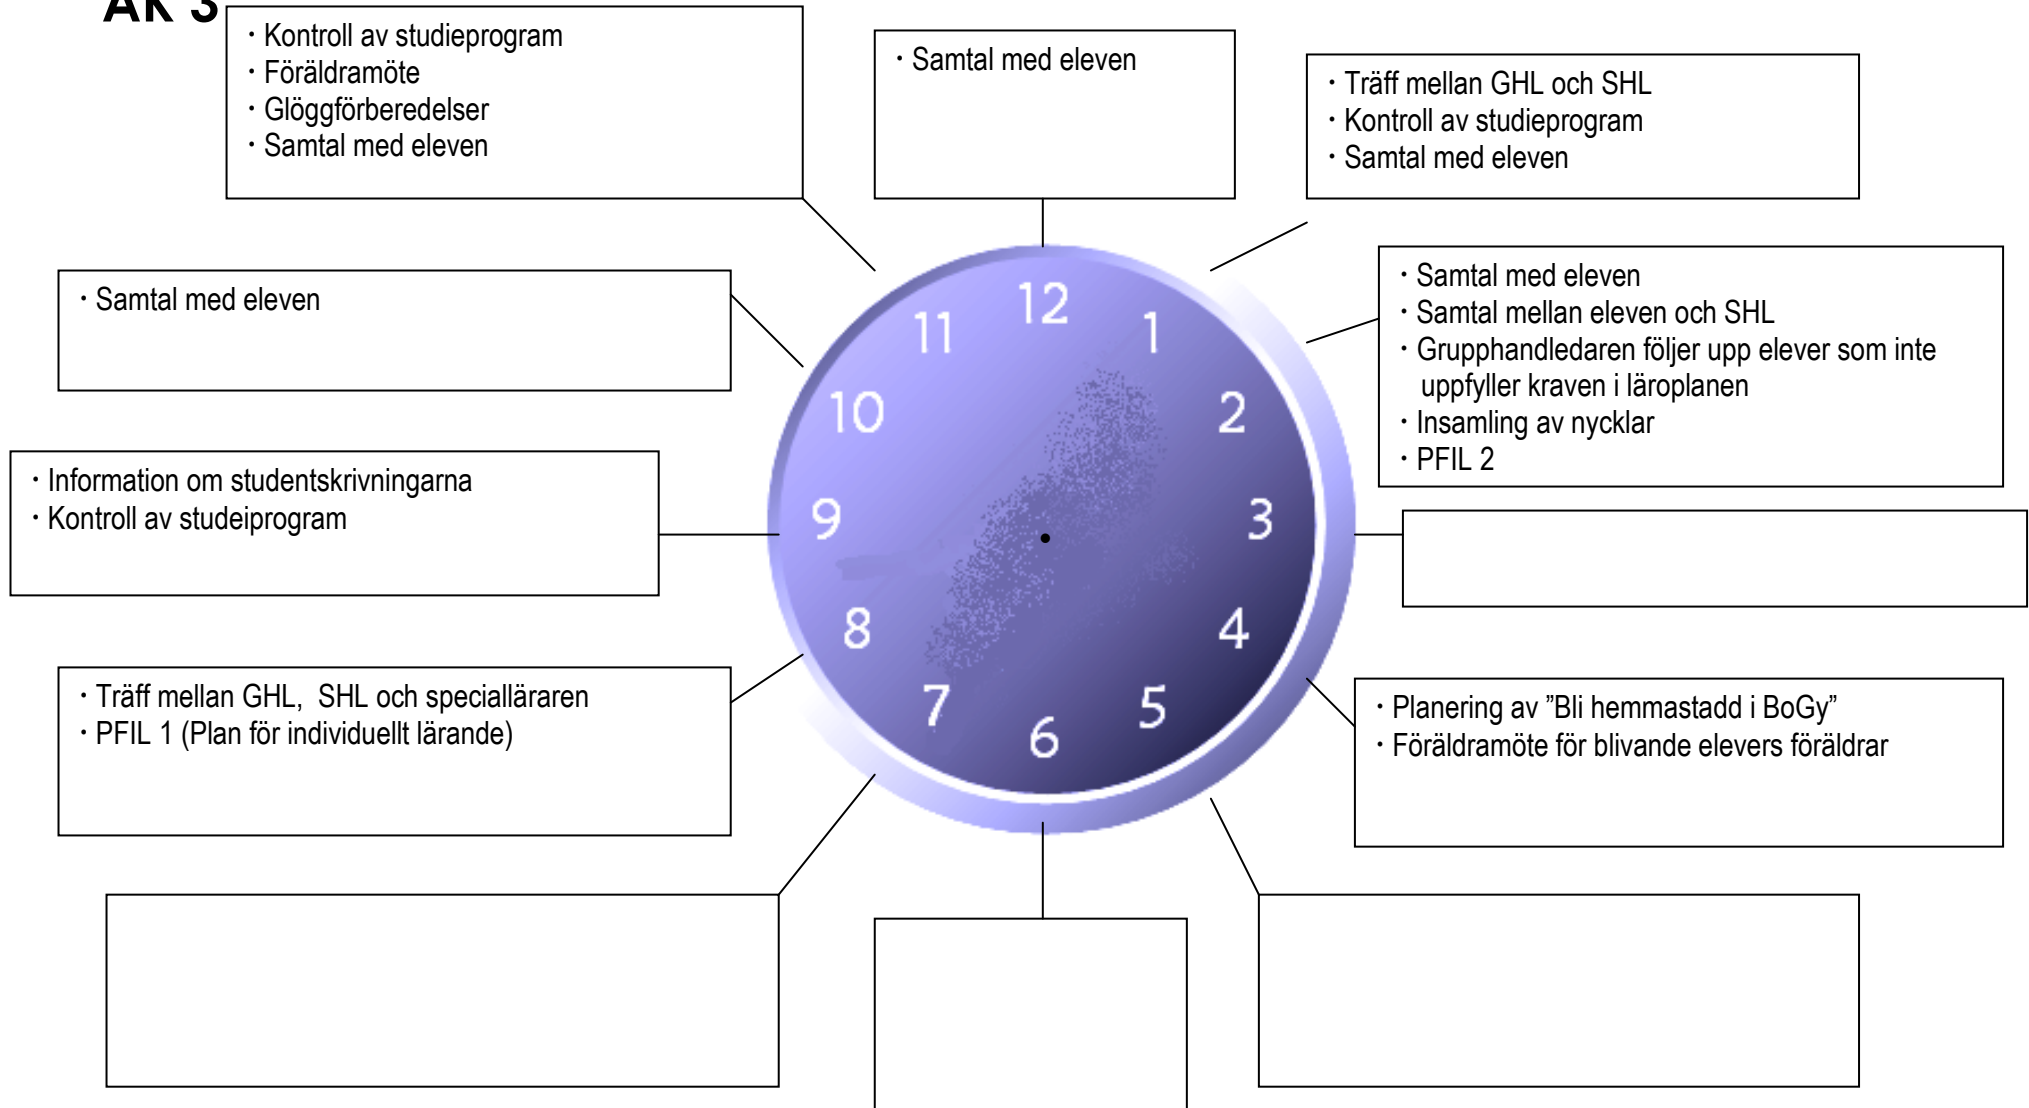 ÅK 3
· Kontroll av studieprogram
· Föräldramöte
· Glöggförberedelser
· Samtal med eleven
· Samtal med eleven
· Träff mellan GHL och SHL
· Kontroll av studieprogram
· Samtal med eleven
· Samtal med eleven
· Samtal med eleven
· Samtal mellan eleven och SHL
· Grupphandledaren följer upp elever som inte
uppfyller kraven i läroplanen
· Insamling av nycklar
· PFIL 2
· Information om studentskrivningarna
· Kontroll av studeiprogram
· Träff mellan GHL, SHL och specialläraren
· PFIL 1 (Plan för individuellt lärande)
· Planering av ”Bli hemmastadd i BoGy”
· Föräldramöte för blivande elevers föräldrar
12
1
2
3
4
5
6
7
8
9
10
11